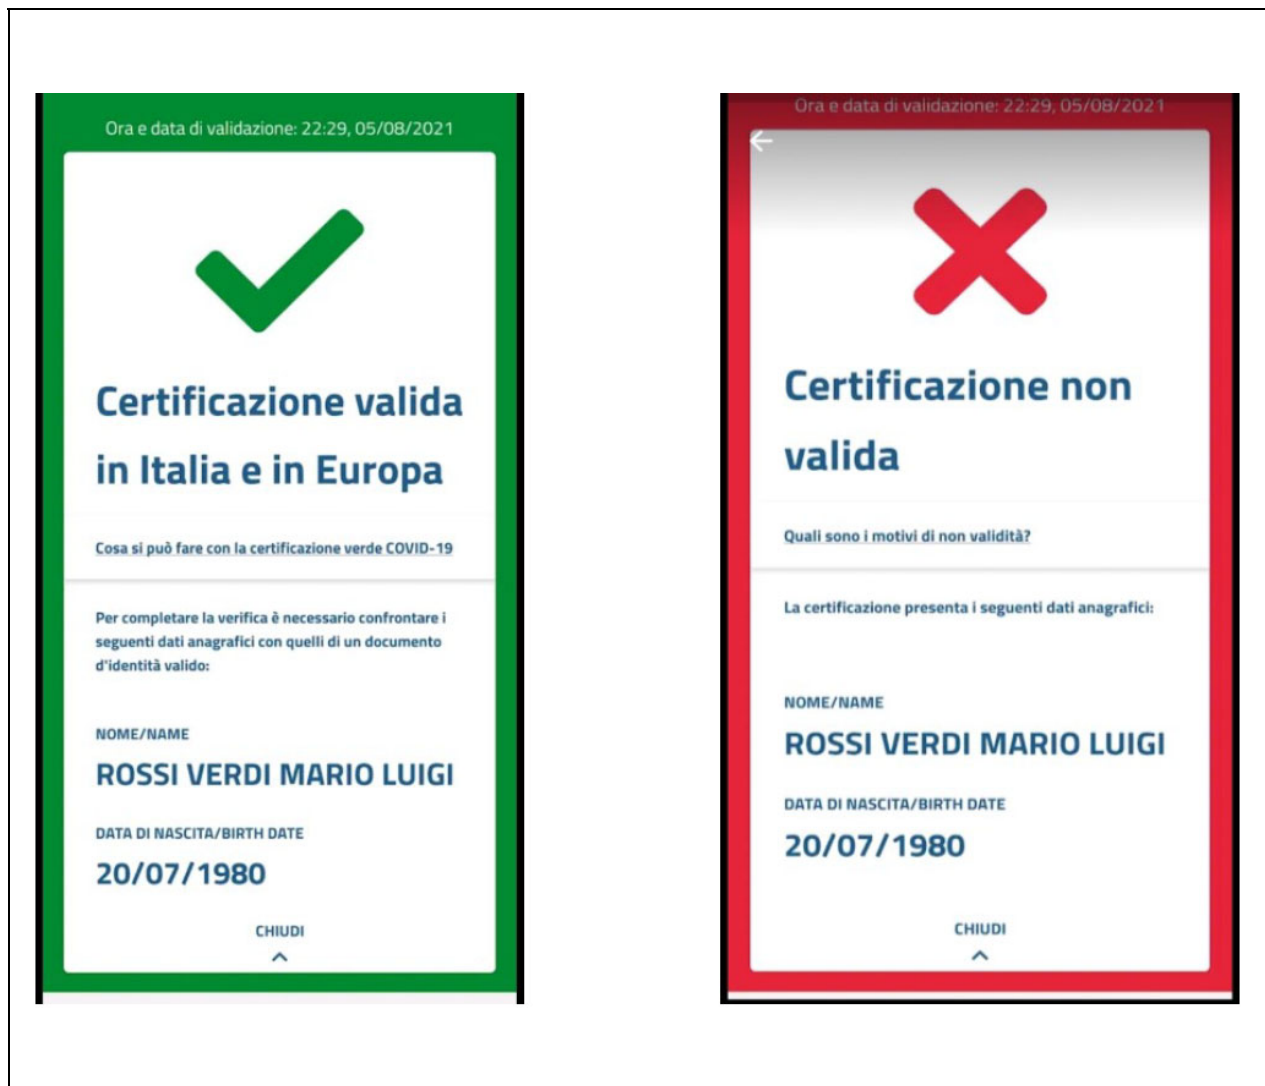 Ora e data di validazione: 22:29, 05/08/2021
Certificazione valida
in Italia e in Europa
Cosa si può fare con la certificazione verde COVID-19
Per completare la verifica è necessario confrontare i
seguenti dati anagrafici con quelli di un documento
d'identità valido:
NOME/NAME
ROSSI VERDI MARIO LUIGI
DATA DI NASCITA/BIRTH DATE
20/07/1980
CHIUDI
Ora e data di validazione: 22:29, 05/08/2021
Certificazione non
valida
Quali sono i motivi di non validità?
La certificazione presenta i seguenti dati anagrafici:
NOME/NAME
ROSSI VERDI MARIO LUIGI
DATA DI NASCITA/BIRTH DATE
20/07/1980
CHIUDI